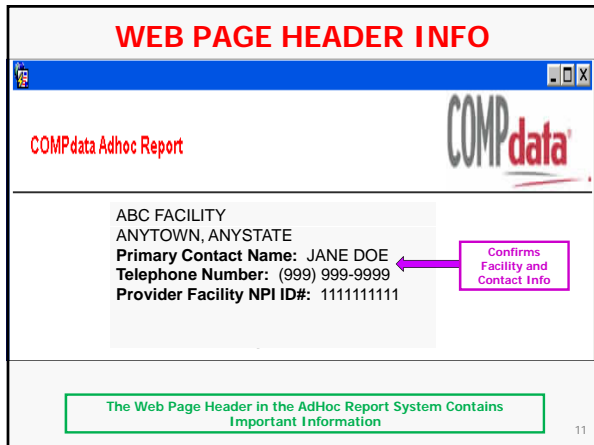 WEB PAGE HEADER INFO
COMPdata Adhoc Report
COMPdata
ABC FACILITY
ANYTOWN, ANYSTATE
Primary Contact Name: JANE DOE
Telephone Number: (999) 999-9999
Provider Facility NPI ID#: 1111111111
Confirms
Facility and
Contact Info
The Web Page Header in the AdHoc Report System Contains
Important Information
11